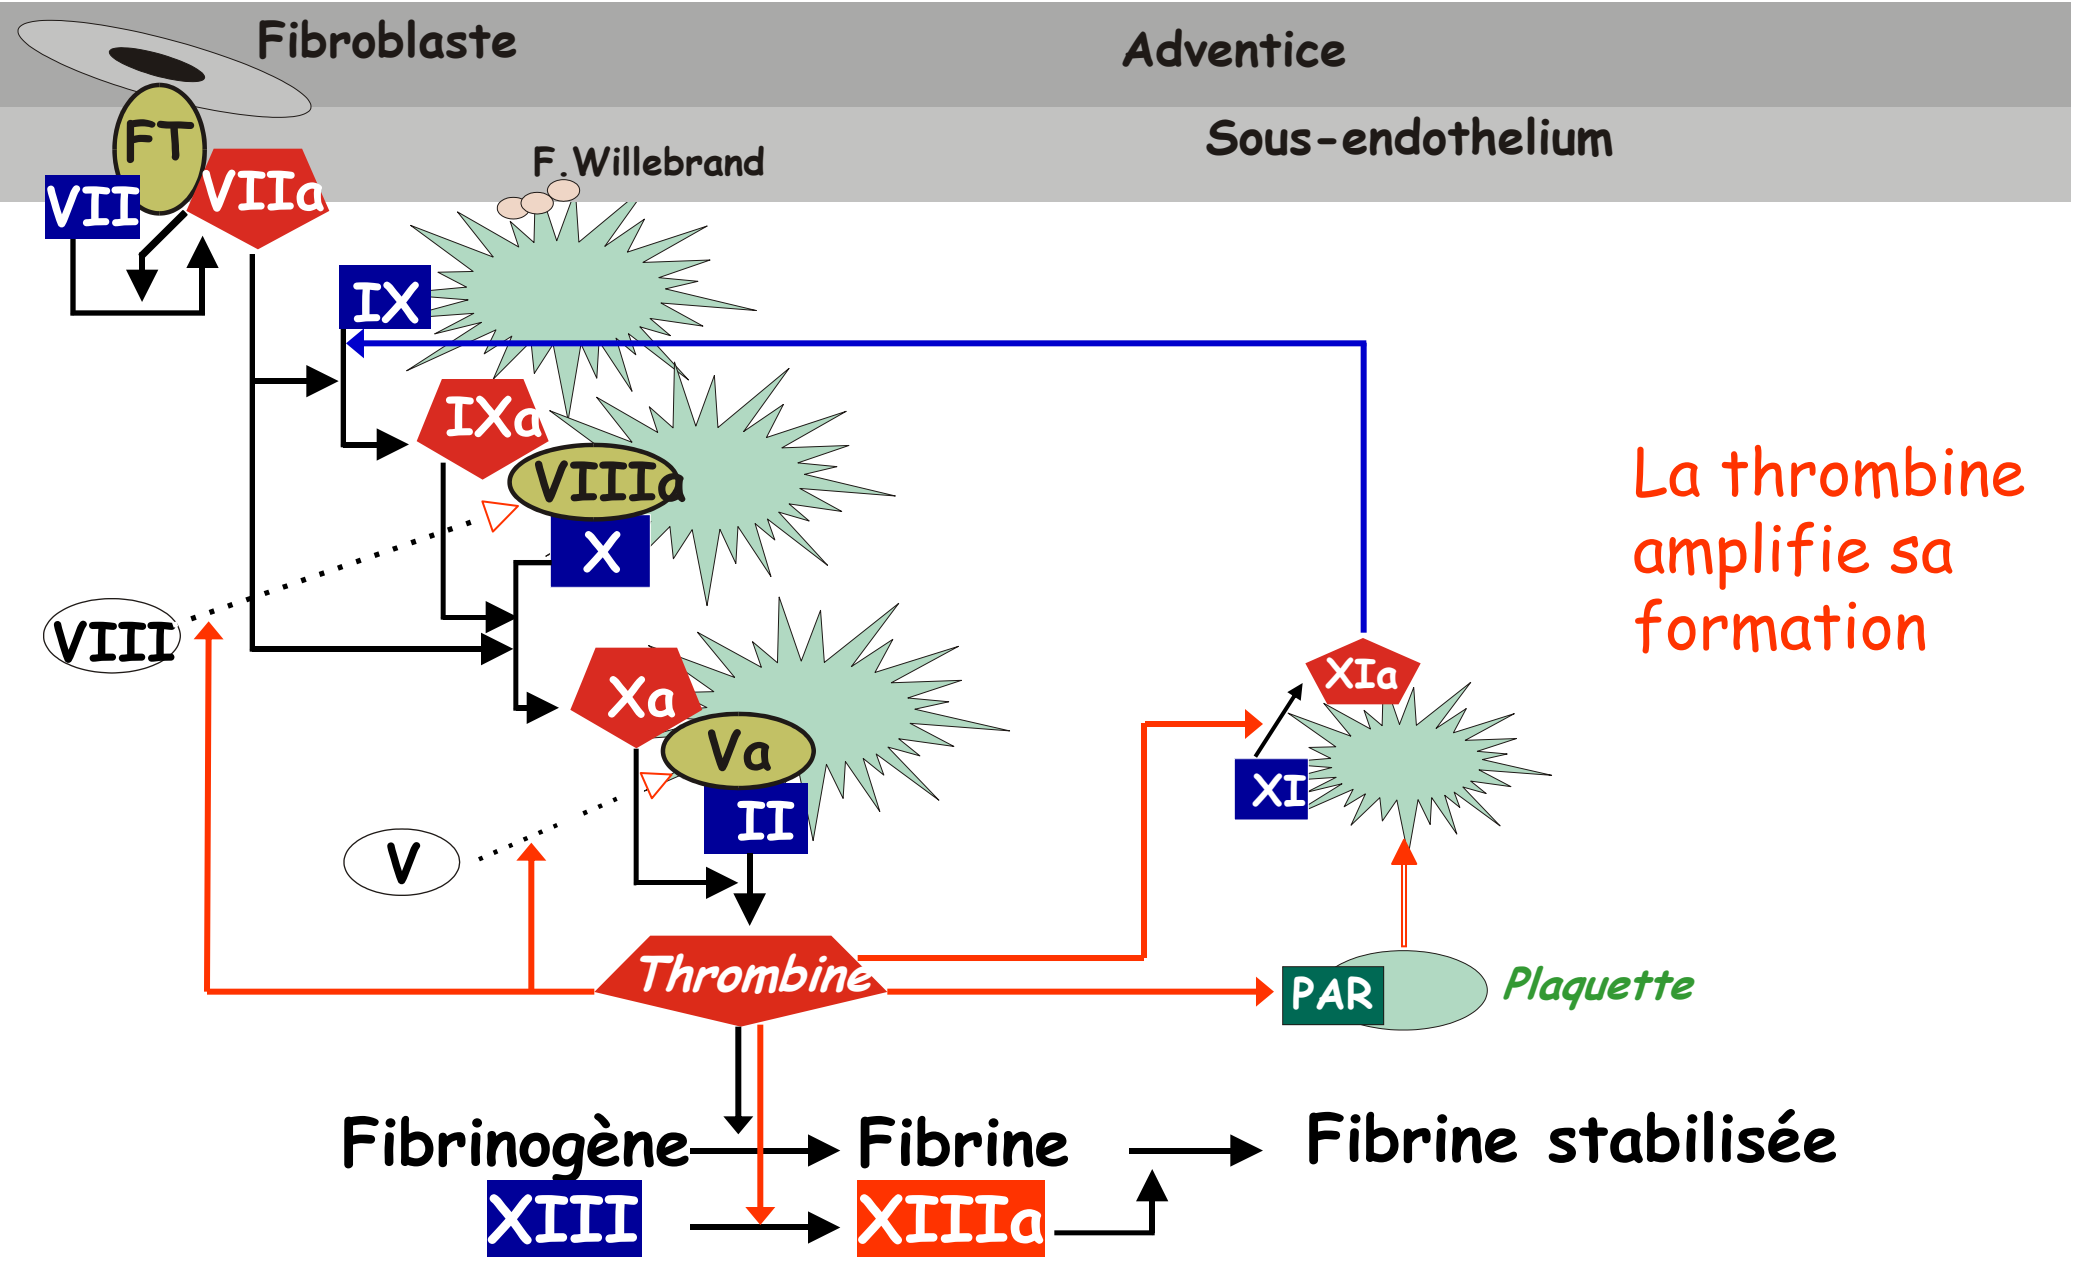 Fibroblaste
Adventice
FT
Sous-endothelium
F.Willebrand
VII
VIIa
IX
IXa
VIIIa
X
La thrombine
amplifie sa
formation
VIII
Xa
XIa
Va
XI
II
V
Thrombine
PAR
Plaquette
Fibrinogène
Fibrine
Fibrine stabilisée
XIII
XIIIa